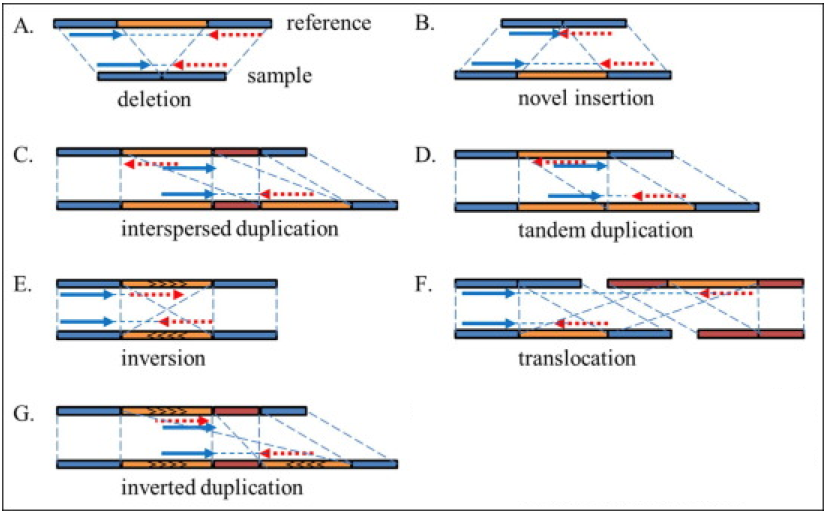 A.
reference
sample
deletion
B.
novel insertion
C.
interspersed duplication
D.
tandem duplication
E.
inversion
F.
translocation
G.
inverted duplication